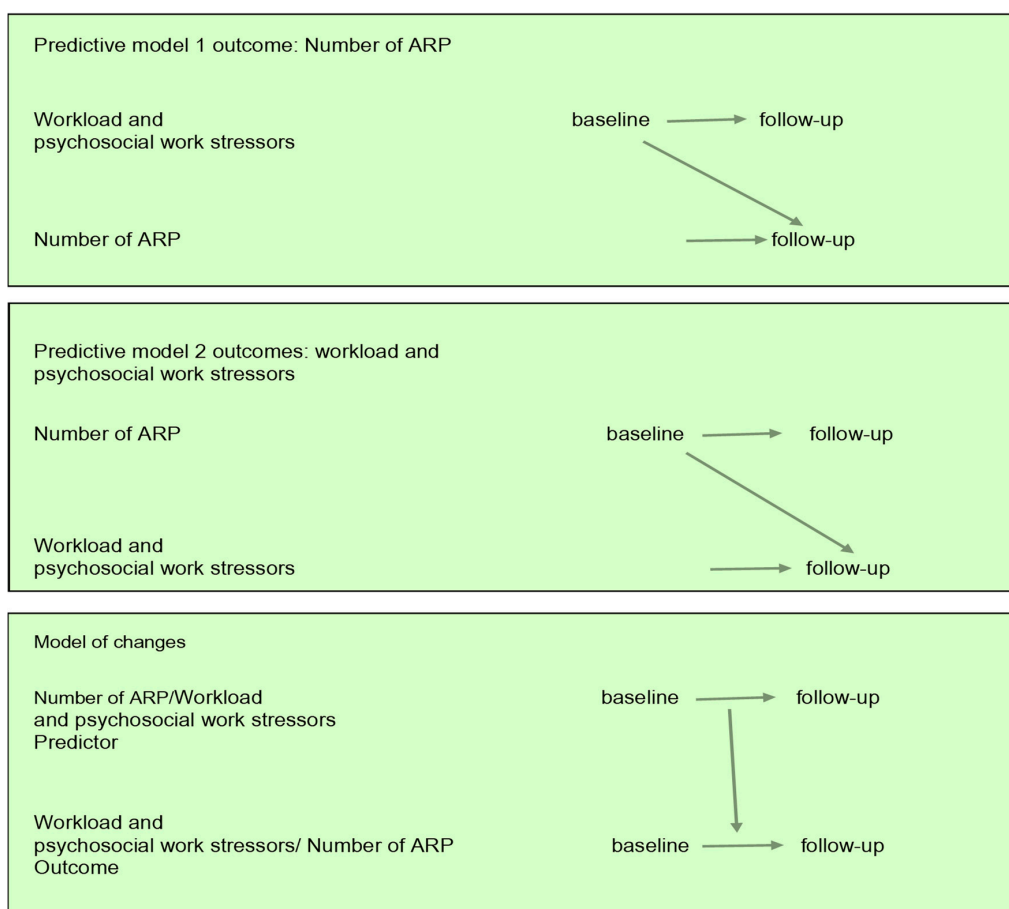 Predictive model 1 outcome: Number of ARP
Workload and
psychosocial work stressors
baseline
follow-up
Number of ARP
follow-up
Predictive model 2 outcomes: workload and
psychosocial work stressors
Number of ARP
baseline
follow-up
Workload and
psychosocial work stressors
follow-up
Model of changes
Number of ARP/Workload
and psychosocial work stressors
Predictor
baseline
follow-up
Workload and
psychosocial work stressors/ Number of ARP
Outcome
baseline
follow-up